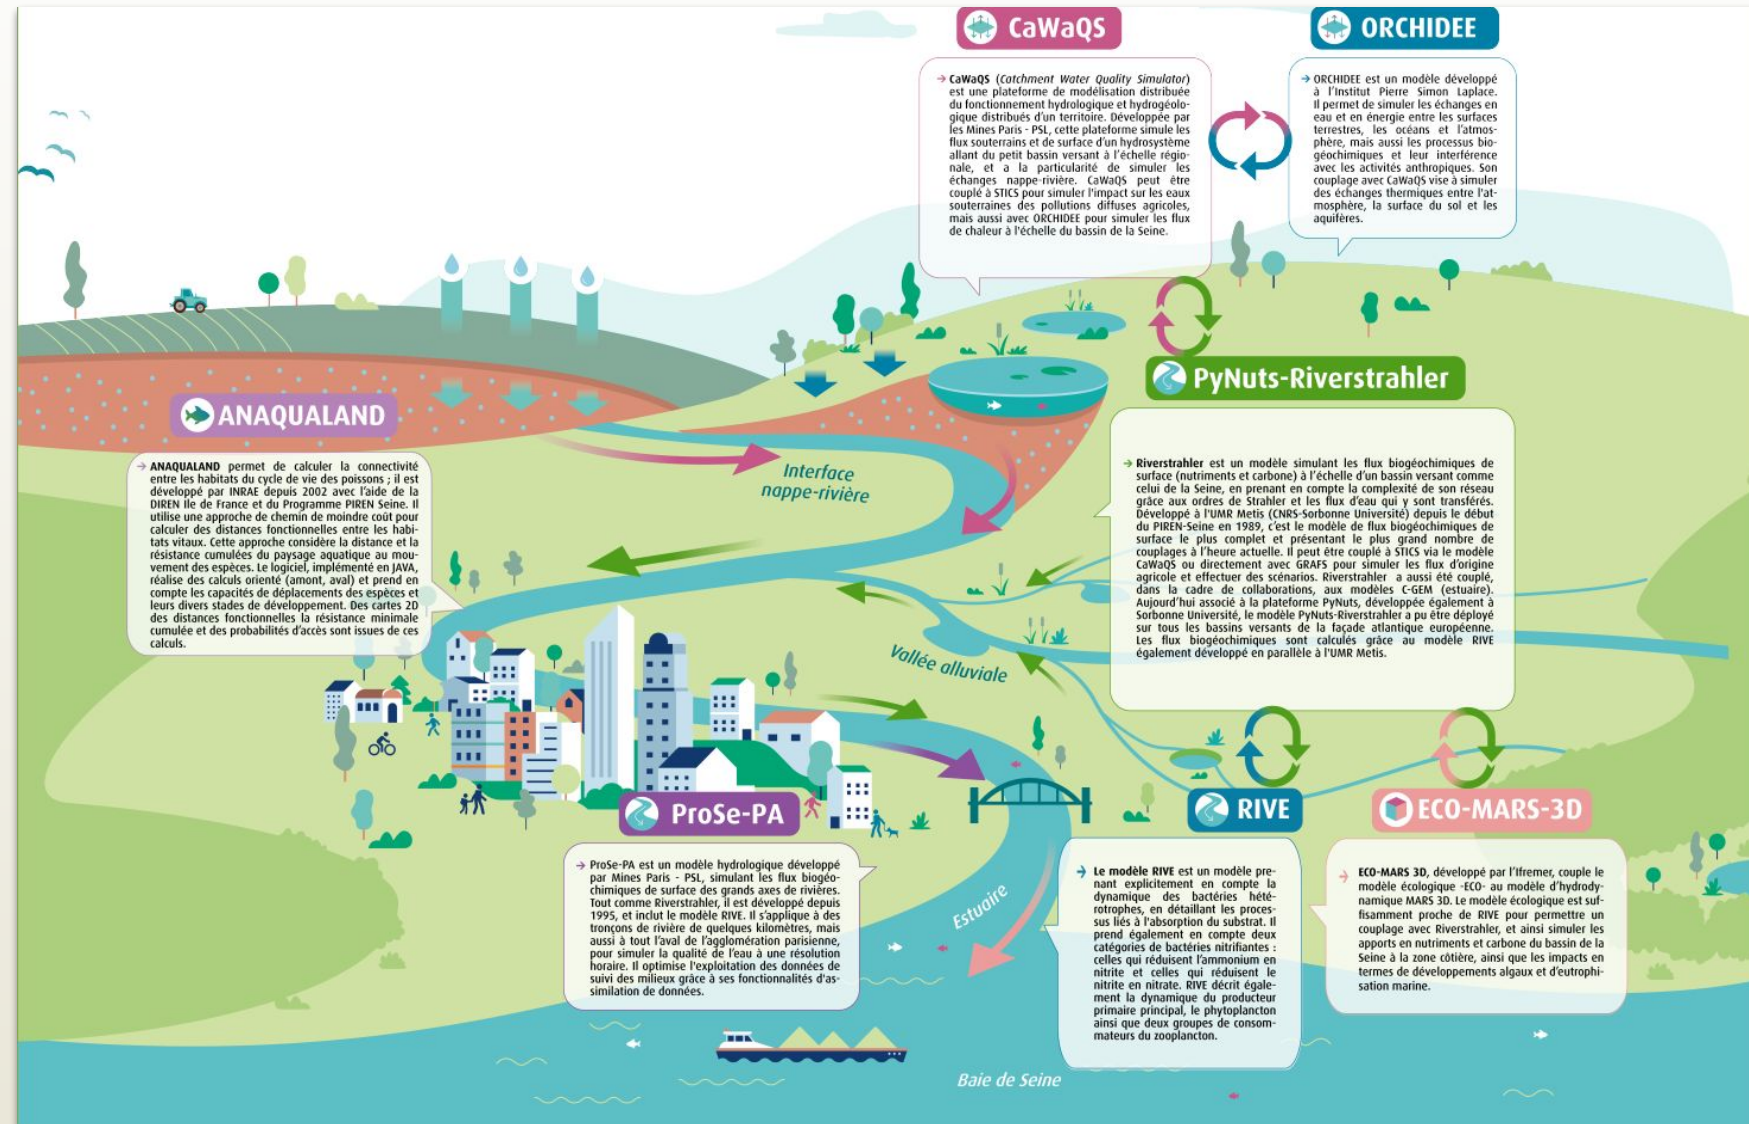 CaWaQS
→ CaWaQS (Catchment Water Quality Simulator)
est une plateforme de modélisation distribuée
du fonctionnement hydrologique et hydrogéolo-
gique distribués d'un territoire. Développée par
les Mines Paris - PSL, cette plateforme simule les
flux souterrains et de surface d'un hydrosystème
allant du petit bassin versant à l'échelle régio-
nale, et a la particularité de simuler les
échanges nappe-rivière. CaWaQS peut être
couplé à STICS pour simuler l'impact sur les eaux
souterraines des pollutions diffuses agricoles,
mais aussi avec ORCHIDEE pour simuler les flux
de chaleur à l'échelle du bassin de la Seine.
ORCHIDEE
→ ORCHIDEE est un modèle développé
à l'Institut Pierre Simon Laplace.
Il permet de simuler les échanges en
eau et en énergie entre les surfaces
terrestres, les océans et l'atmos-
phère, mais aussi les processus bio-
géochimiques et leur interférence
avec les activités anthropiques. Son
couplage avec CaWaQS vise à simuler
des échanges thermiques entre l'at-
mosphère, la surface du sol et les
aquifères.
ANAQUALAND
→ ANAQUALAND permet de calculer la connectivité
entre les habitats du cycle de vie des poissons ; il est
développé par INRAE depuis 2002 avec l'aide de la
DIREN Ile de France et du Programme PIREN Seine. Il
utilise une approche de chemin de moindre coût pour
calculer des distances fonctionnelles entre les habi-
tats vitaux. Cette approche considère la distance et la
résistance cumulées du paysage aquatique au mou-
vement des espèces. Le logiciel, implémenté en JAVA,
réalise des calculs orienté (amont, aval) et prend en
compte les capacités de déplacements des espèces et
leurs divers stades de développement. Des cartes 2D
des distances fonctionnelles la résistance minimale
cumulée et des probabilités d'accès sont issues de ces
calculs.
Interface
nappe-rivière
PyNuts-Riverstrahler
→ Riverstrahler est un modèle simulant les flux biogéochimiques de
surface (nutriments et carbone) à l'échelle d'un bassin versant comme
celui de la Seine, en prenant en compte la complexité de son réseau
grâce aux ordres de Strahler et les flux d'eau qui y sont transférés.
Développé à l'UMR Metis (CNRS-Sorbonne Université) depuis le début
du PIREN-Seine en 1989, c'est le modèle de flux biogéochimiques de
surface le plus complet et présentant le plus grand nombre de
couplages à l'heure actuelle. Il peut être couplé à STICS via le modèle
CaWaQS ou directement avec GRAFS pour simuler les flux d'origine
agricole et effectuer des scénarios. Riverstrahler a aussi été couplé,
dans la cadre de collaborations, aux modèles C-GEM (estuaire).
Aujourd'hui associé à la plateforme PyNuts, développée également à
Sorbonne Université, le modèle PyNuts-Riverstrahler a pu être déployé
sur tous les bassins versants de la façade atlantique européenne.
Les flux biogéochimiques sont calculés grâce au modèle RIVE
également développé en parallèle à l'UMR Metis.
Vallée alluviale
ProSe-PA
→ ProSe-PA est un modèle hydrologique développé
par Mines Paris - PSL, simulant les flux biogéo-
chimiques de surface des grands axes de rivières.
Tout comme Riverstrahler, il est développé depuis
1995, et inclut le modèle RIVE. Il s'applique à des
tronçons de rivière de quelques kilomètres, mais
aussi à tout l'aval de l'agglomération parisienne,
pour simuler la qualité de l'eau à une résolution
horaire. Il optimise l'exploitation des données de
suivi des milieux grâce à ses fonctionnalités d'as-
similation de données.
Estuaire
RIVE
→ Le modèle RIVE est un modèle pre-
nant explicitement en compte la
dynamique des bactéries hété-
rotrophes, en détaillant les proces-
sus liés à l'absorption du substrat. Il
prend également en compte deux
catégories de bactéries nitrifiantes :
celles qui réduisent l'ammonium en
nitrite et celles qui réduisent le
nitrite en nitrate. RIVE décrit égale-
ment la dynamique du producteur
primaire principal, le phytoplancton
ainsi que deux groupes de consom-
mateurs du zooplancton.
ECO-MARS-3D
→ ECO-MARS 3D, développé par l'Ifremer, couple le
modèle écologique -ECO- au modèle d'hydrody-
namique MARS 3D. Le modèle écologique est suf-
fisamment proche de RIVE pour permettre un
couplage avec Riverstrahler, et ainsi simuler les
apports en nutriments et carbone du bassin de la
Seine à la zone côtière, ainsi que les impacts en
termes de développements algaux et d'eutrophi-
sation marine.
Baie de Seine